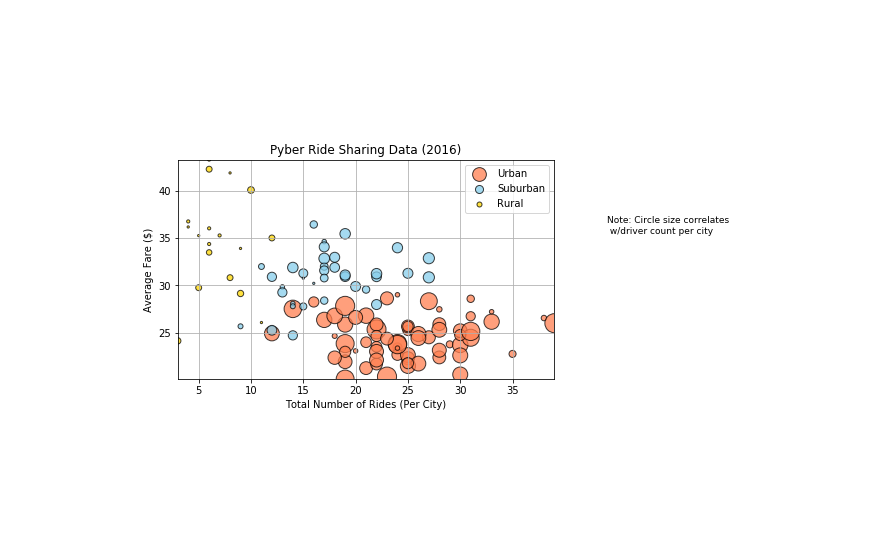 Pyber Ride Sharing Data (2016)
Urban
Suburban
Rural
Note: Circle size correlates
w/driver count per city
Average Fare ($)
40
35
30
25
5 10 15 20 25 30 35
Total Number of Rides (Per City)